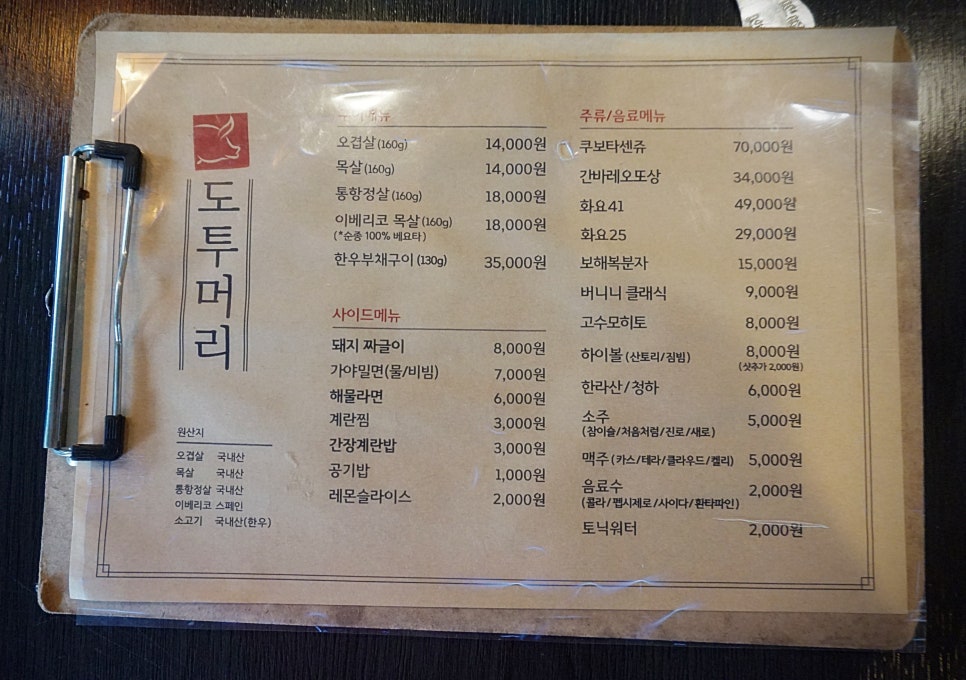 도투머리
원산지
오겹살 국내산
목살 국내산
통항정살 국내산
이베리코 스페인
소고기 국내산(한우)
오겹살 (160g) 14,000원
목살 (160g) 14,000원
통항정살 (160g) 18,000원
이베리코 목살 (160g) 18,000원
(*순종 100% 베요타)
한우부채구이 (130g) 35,000원
사이드메뉴
돼지 짜글이 8,000원
가야밀면(물/비빔) 7,000원
해물라면 6,000원
계란찜 3,000원
간장계란밥 3,000원
공기밥 1,000원
레몬슬라이스 2,000원
주류/음료메뉴
쿠보타센쥬 70,000원
간바레오또상 34,000원
화요41 49,000원
화요25 29,000원
보해복분자 15,000원
버니니 클래식 9,000원
고수모히토 8,000원
하이볼 (산토리/짐빔) 8,000원
(샷추가 2,000원)
한라산/청하 6,000원
소주 5,000원
(참이슬/처음처럼/진로/새로)
맥주 (카스/테라/클라우드/켈리) 5,000원
음료수 2,000원
(콜라/펩시제로/사이다/환타파인)
토닉워터 2,000원